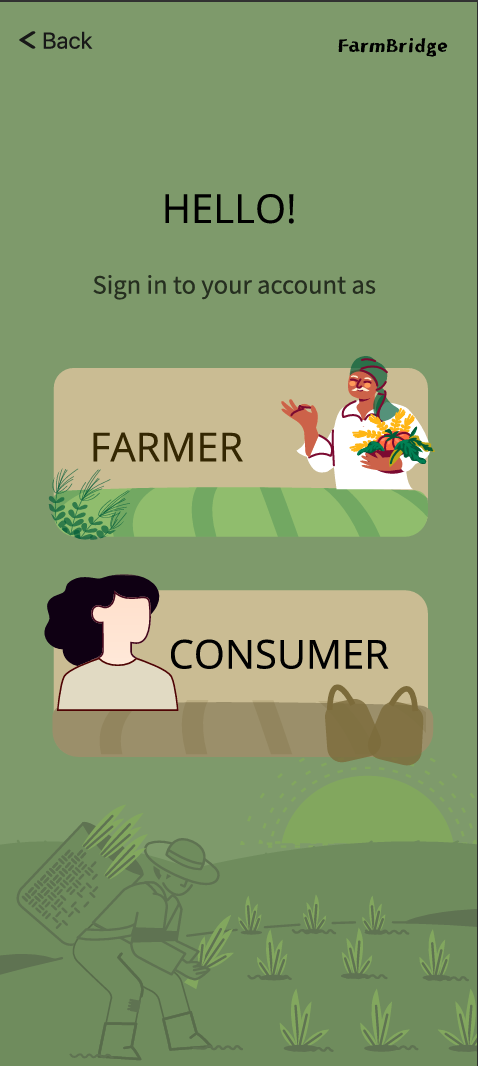 < Back
FarmBridge
HELLO!
Sign in to your account as
FARMER
CONSUMER